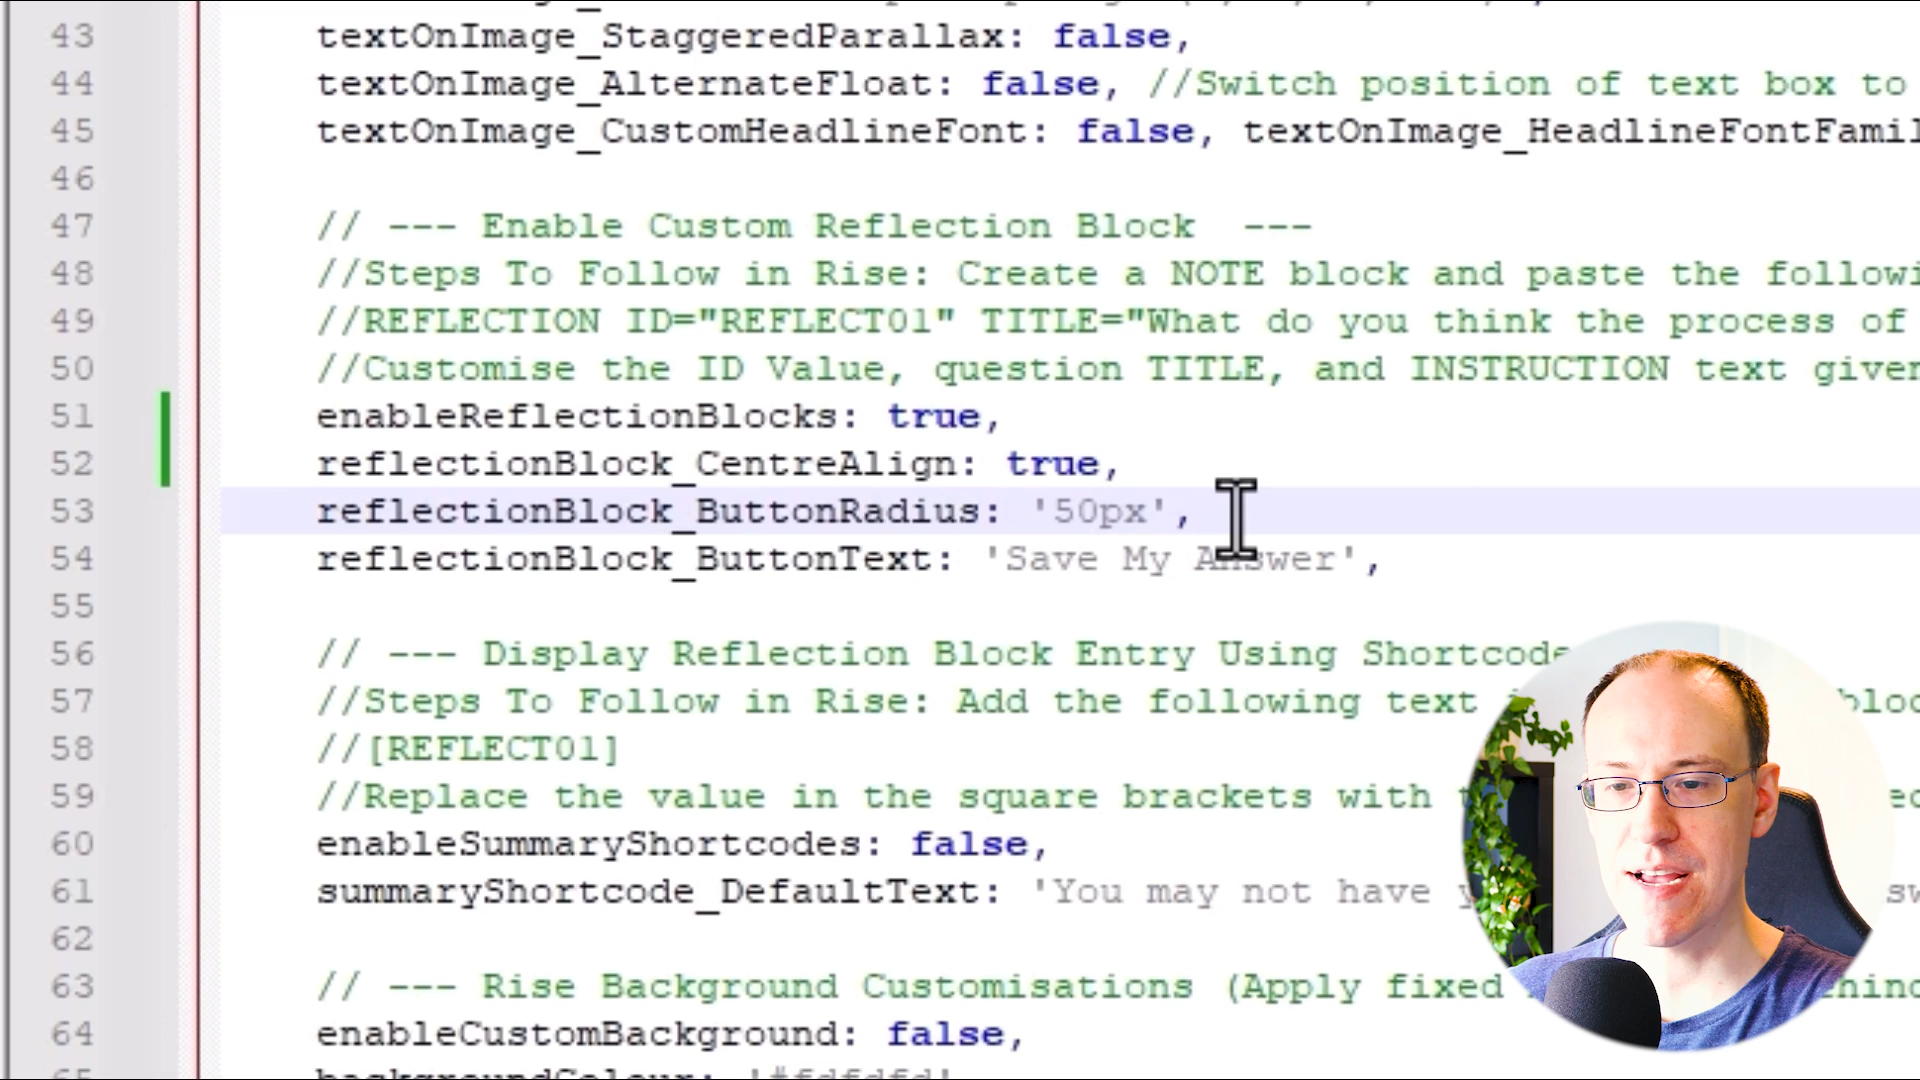 43 textOnImage_StaggeredParallax: false,
44 textOnImage_AlternateFloat: false, //Switch position of text box to
45 textOnImage_CustomHeadlineFont: false, textOnImage_HeadlineFontFamil
46
47 // --- Enable Custom Reflection Block  ---
48 //Steps To Follow in Rise: Create a NOTE block and paste the followi
49 //REFLECTION ID="REFLECT01" TITLE="What do you think the process of
50 //Customise the ID Value, question TITLE, and INSTRUCTION text given
51 enableReflectionBlocks: true,
52 reflectionBlock_CentreAlign: true,
53 reflectionBlock_ButtonRadius: '50px',
54 reflectionBlock_ButtonText: 'Save My Answer',
55
56 // --- Display Reflection Block Entry Using Shortcode
57 //Steps To Follow in Rise: Add the following text
58 //[REFLECT01]
59 //Replace the value in the square brackets with
60 enableSummaryShortcodes: false,
61 summaryShortcode_DefaultText: 'You may not have
62
63 // --- Rise Background Customisations (Apply fixed
64 enableCustomBackground: false,